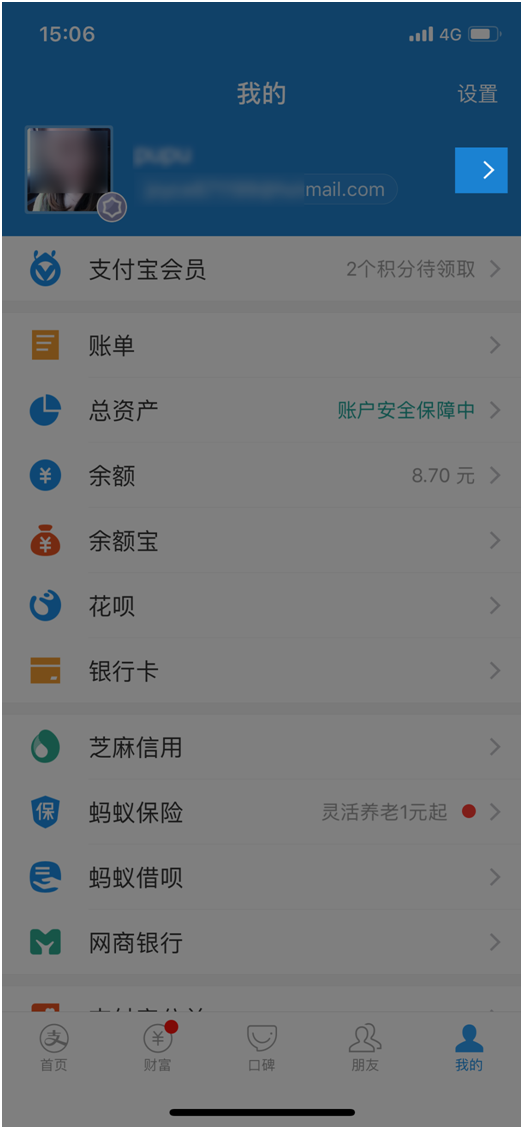 15:06
4G
我的
设置
mail.com
支付宝会员
2个积分待领取
账单
总资产
账户安全保障中
余额
8.70 元
余额宝
花呗
银行卡
芝麻信用
保
蚂蚁保险
灵活养老1元起
蚂蚁借呗
网商银行
支
首页
财富
口碑
朋友
我的